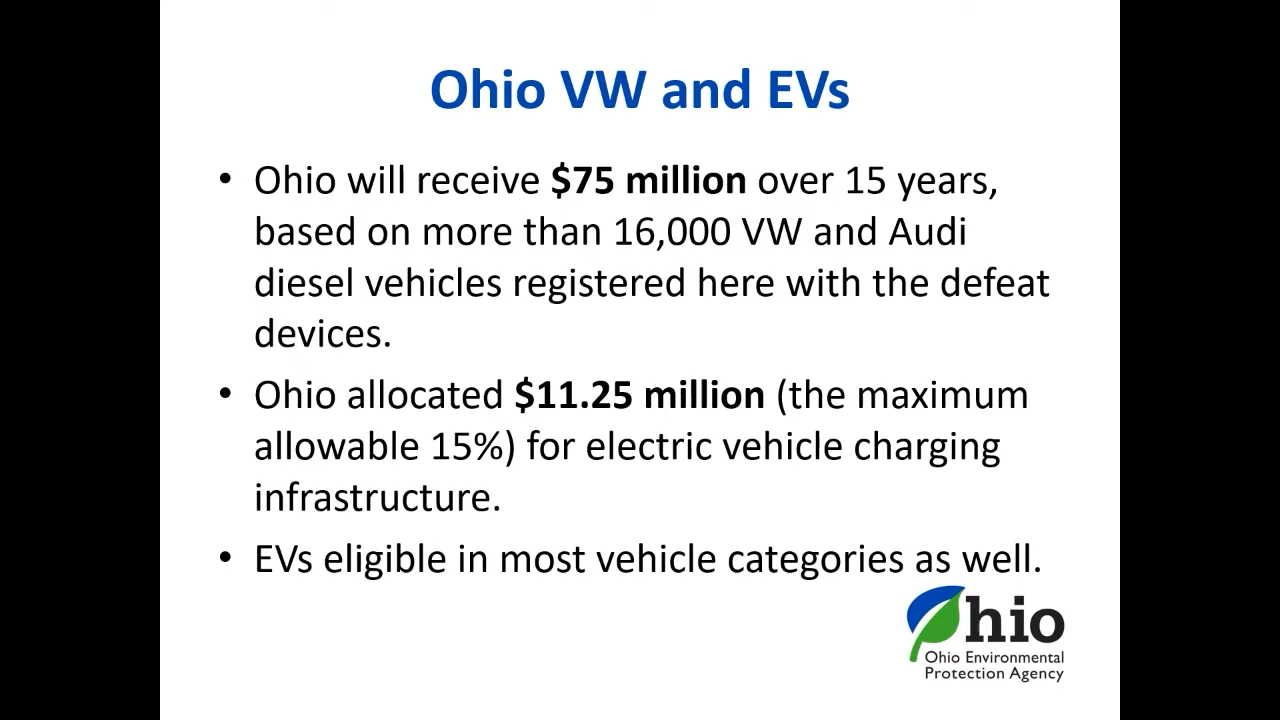 Ohio VW and EVs
• Ohio will receive $75 million over 15 years,
based on more than 16,000 VW and Audi
diesel vehicles registered here with the defeat
devices.
• Ohio allocated $11.25 million (the maximum
allowable 15%) for electric vehicle charging
infrastructure.
• EVs eligible in most vehicle categories as well.
Ohio
Ohio Environmental
Protection Agency